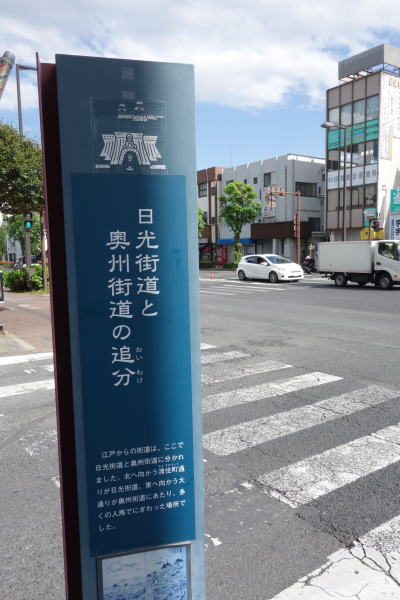 日光街道と
奥州街道の追分
おい わけ
江戸からの街道は、ここで
日光街道と奥州街道に分かれ
ました。北へ向かう清住町通
りが日光街道、東へ向かう大
通りが奥州街道にあたり、多
くの人馬でにぎわった場所で
した。